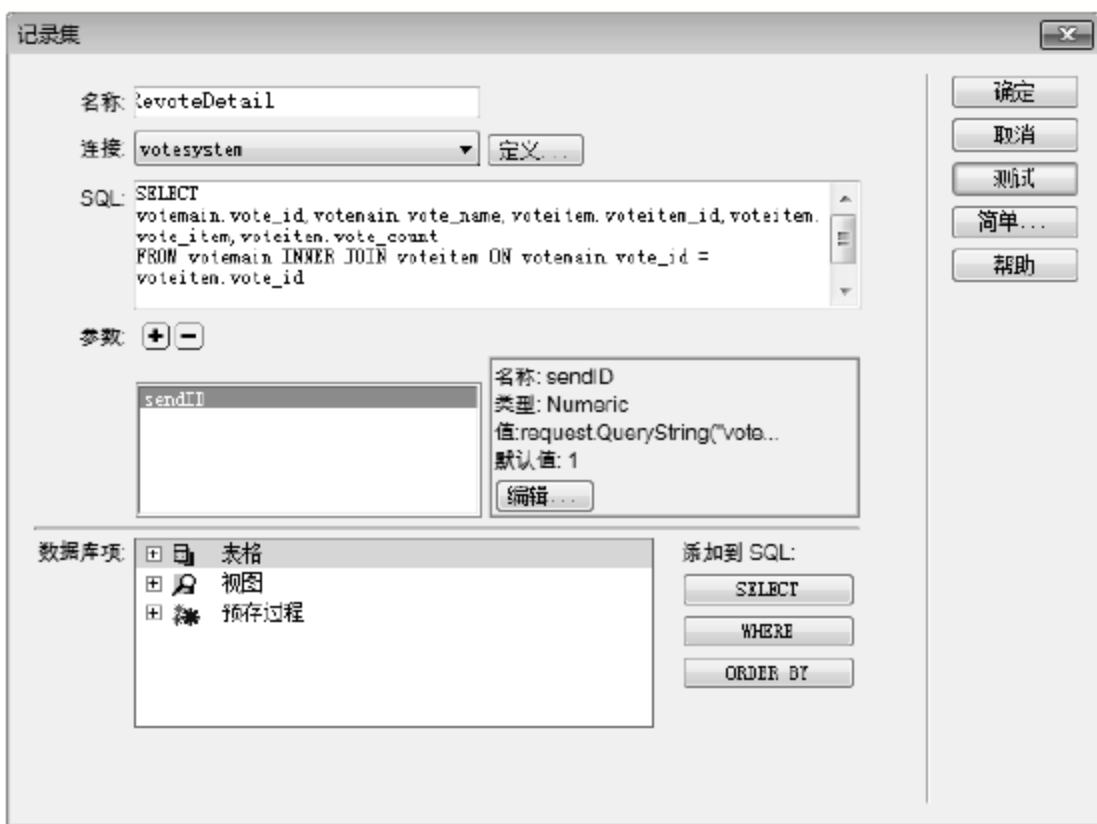 记录集
名称: RevoteDetail
连接: votesystem
定义...
SQL: SELECT
votemain.vote_id,votemain.vote_name,voteitem.voteitem_id,voteitem.
vote_item,voteitem.vote_count
FROM votemain INNER JOIN voteitem ON votemain.vote_id =
voteitem.vote_id
参数:
sendID
名称: sendID
类型: Numeric
值:request.QueryString("vote...
默认值: 1
编辑...
数据库项:
表格
视图
预存过程
添加到 SQL:
SELECT
WHERE
ORDER BY
确定
取消
测试
简单...
帮助